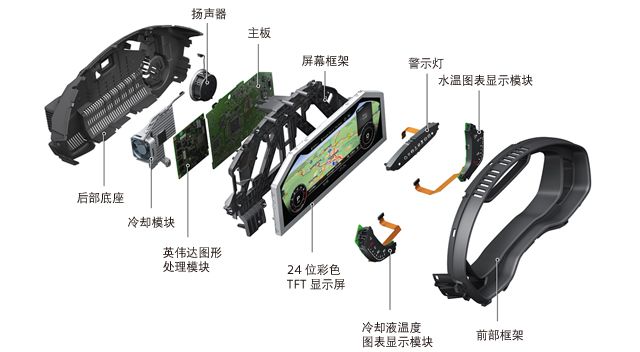 扬声器
主板
屏幕框架
警示灯
水温图表显示模块
后部底座
冷却模块
英伟达图形
处理模块
24 位彩色
TFT 显示屏
冷却液温度
图表显示模块
前部框架